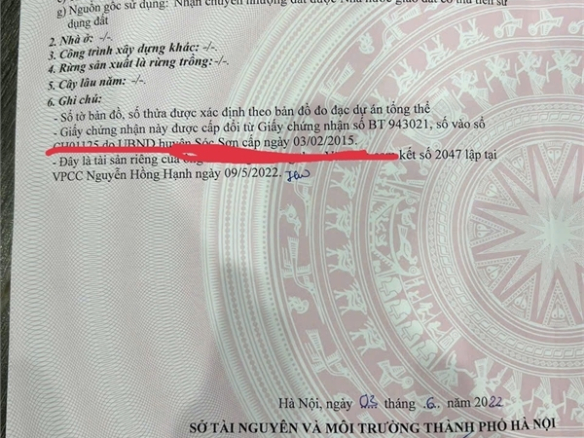 g) Nguồn gốc sử dụng: Nhận chuyển nhượng đất được Nhà nước giao đất có thu tiền sử
dụng đất
2. Nhà ở: -/-.
3. Công trình xây dựng khác: -/-.
4. Rừng sản xuất là rừng trồng: -/-.
5. Cây lâu năm: -/-.
6. Ghi chú:
- Số tờ bản đồ, số thửa được xác định theo bản đồ đo đạc dự án tổng thể
- Giấy chứng nhận này được cấp đổi từ Giấy chứng nhận số BT 943021, số vào sổ
CH01125 do UBND huyện Sóc Sơn cấp ngày 03/02/2015.
- Đây là tài sản riêng của kết số 2047 lập tại
VPCC Nguyễn Hồng Hạnh ngày 09/5/2022.
Hà Nội, ngày 03 tháng 6 năm 2022
SỞ TÀI NGUYÊN VÀ MÔI TRƯỜNG THÀNH PHỐ HÀ NỘI